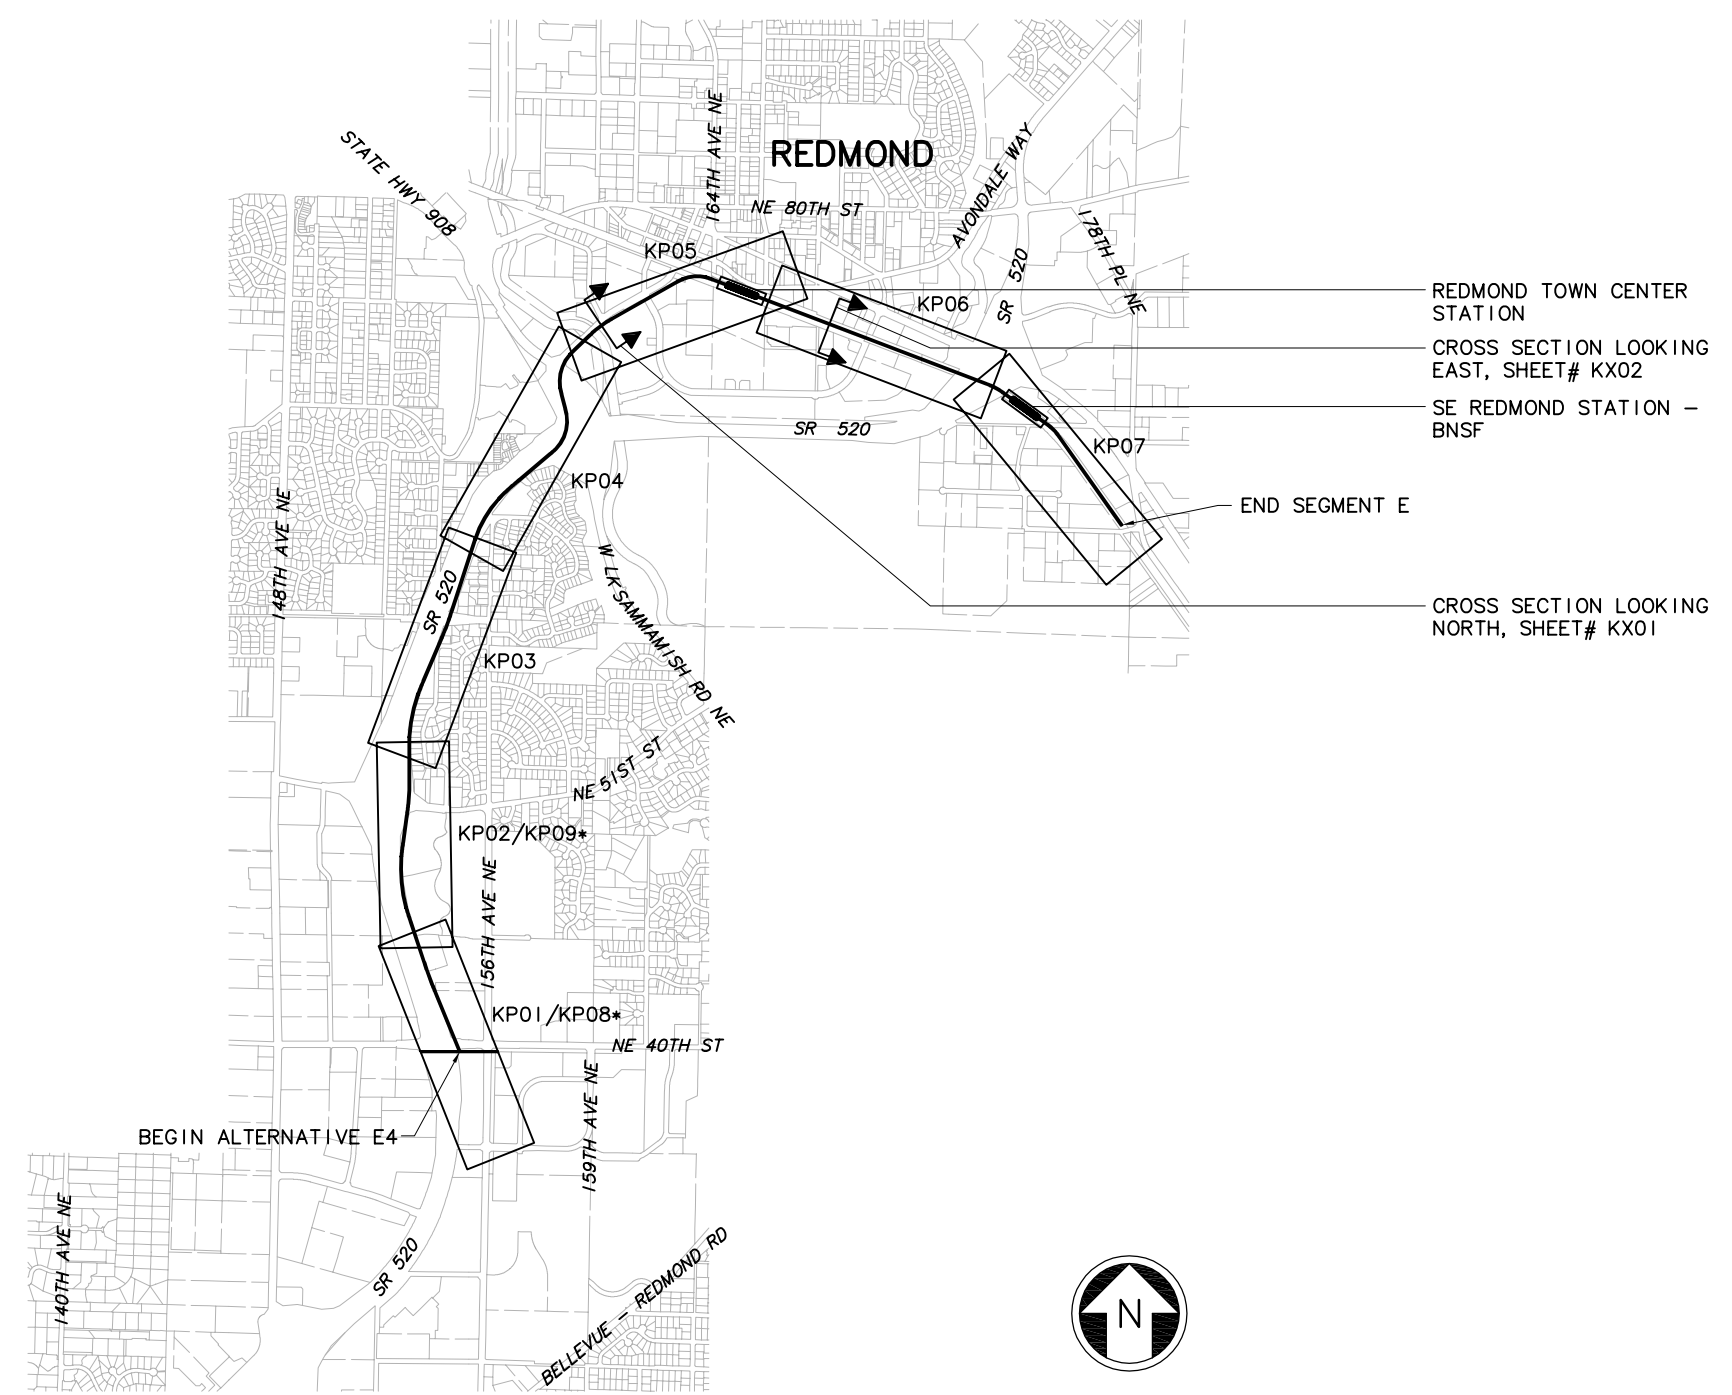 REDMOND
STATE HWY 908
164TH AVE NE
NE 80TH ST
AVONDALE WAY
178TH PL NE
SR 520
KP05
KP06
REDMOND TOWN CENTER
STATION
CROSS SECTION LOOKING
EAST, SHEET# KX02
SE REDMOND STATION –
BNSF
SR 520
KP07
KP04
END SEGMENT E
148TH AVE NE
SR 520
W LK SAMMAMISH RD NE
CROSS SECTION LOOKING
NORTH, SHEET# KX01
KP03
NE 51ST ST
KP02/KP09*
156TH AVE NE
KP01/KP08*
NE 40TH ST
159TH AVE NE
BEGIN ALTERNATIVE E4
140TH AVE NE
SR 520
BELLEVUE - REDMOND RD
N